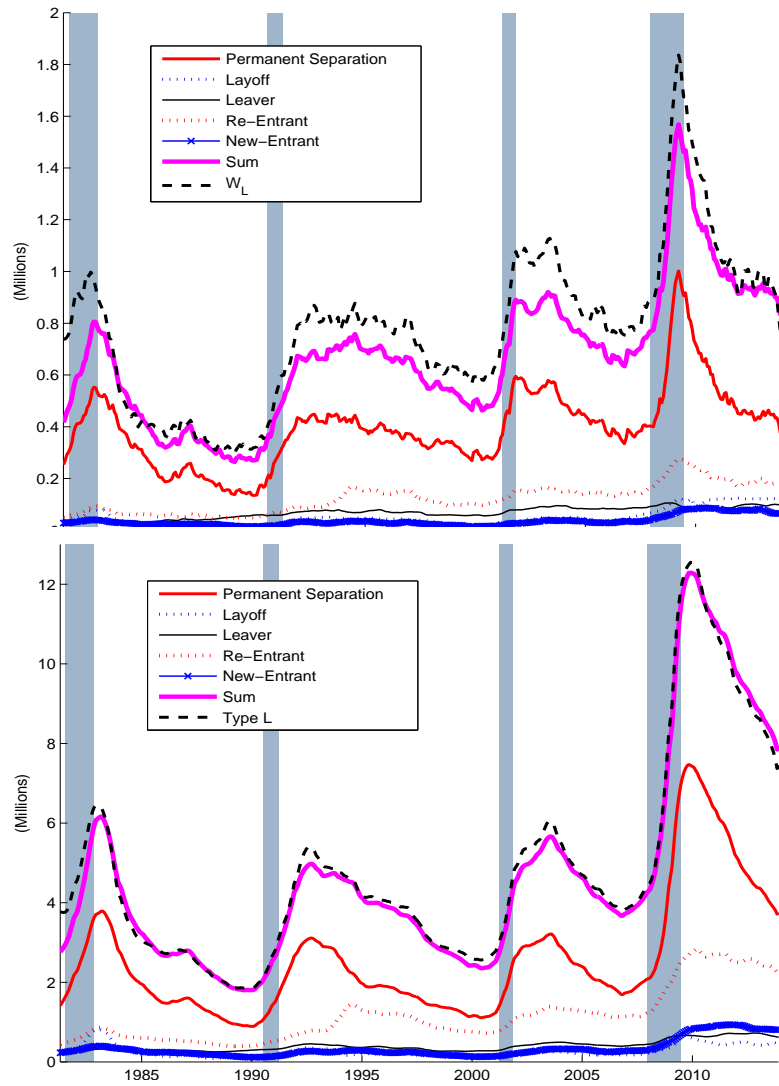 2
1.8
1.6
1.4
1.2
1
0.8
0.6
0.4
0.2
(Millions)
Permanent Separation
Layoff
Leaver
Re-Entrant
New-Entrant
Sum
W_L
12
10
8
6
4
2
0
(Millions)
Permanent Separation
Layoff
Leaver
Re-Entrant
New-Entrant
Sum
Type L
1985 1990 1995 2000 2005 2010